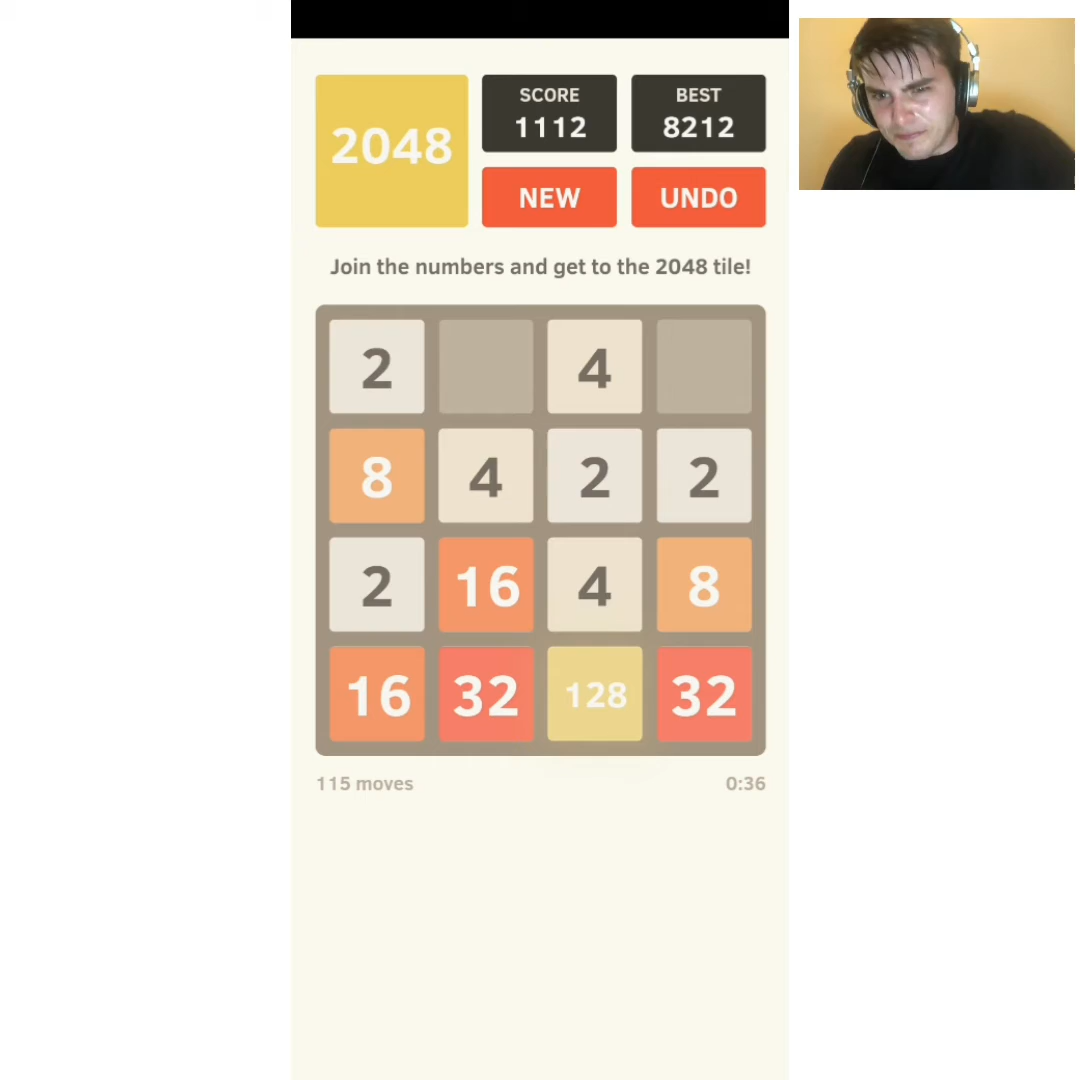 2048
SCORE
1112
BEST
8212
NEW
UNDO
Join the numbers and get to the 2048 tile!
2 4
8 4 2 2
2 16 4 8
16 32 128 32
115 moves
0:36